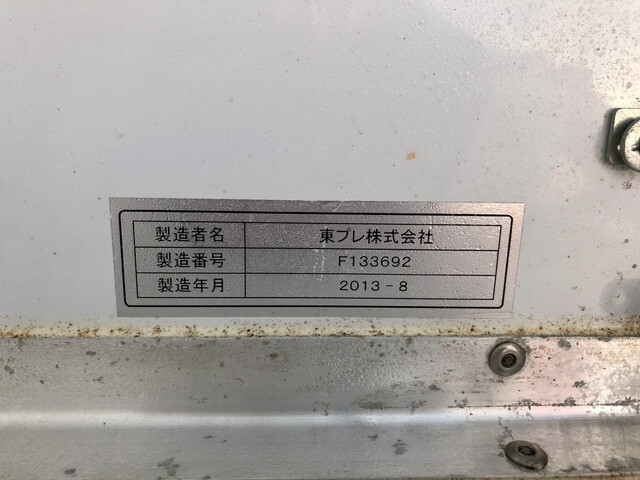 製造者名 東プレ株式会社
製造番号 F133692
製造年月 2013-8